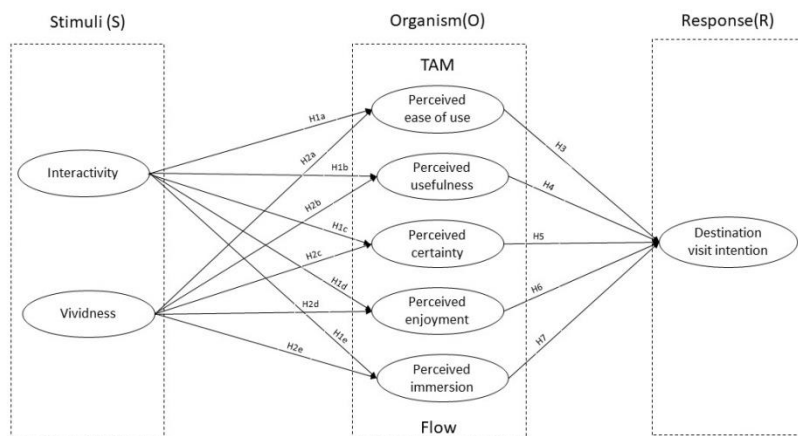 Stimuli (S)
Organism(O)
Response(R)
TAM
Perceived
ease of use
H1a
H2a
H3
Interactivity
H1b
Perceived
usefulness
H2b
H4
H1c
Perceived
certainty
H5
Destination
visit intention
H2c
H1d
Vividness
H2d
Perceived
enjoyment
H6
H1e
H2e
H7
Perceived
immersion
Flow